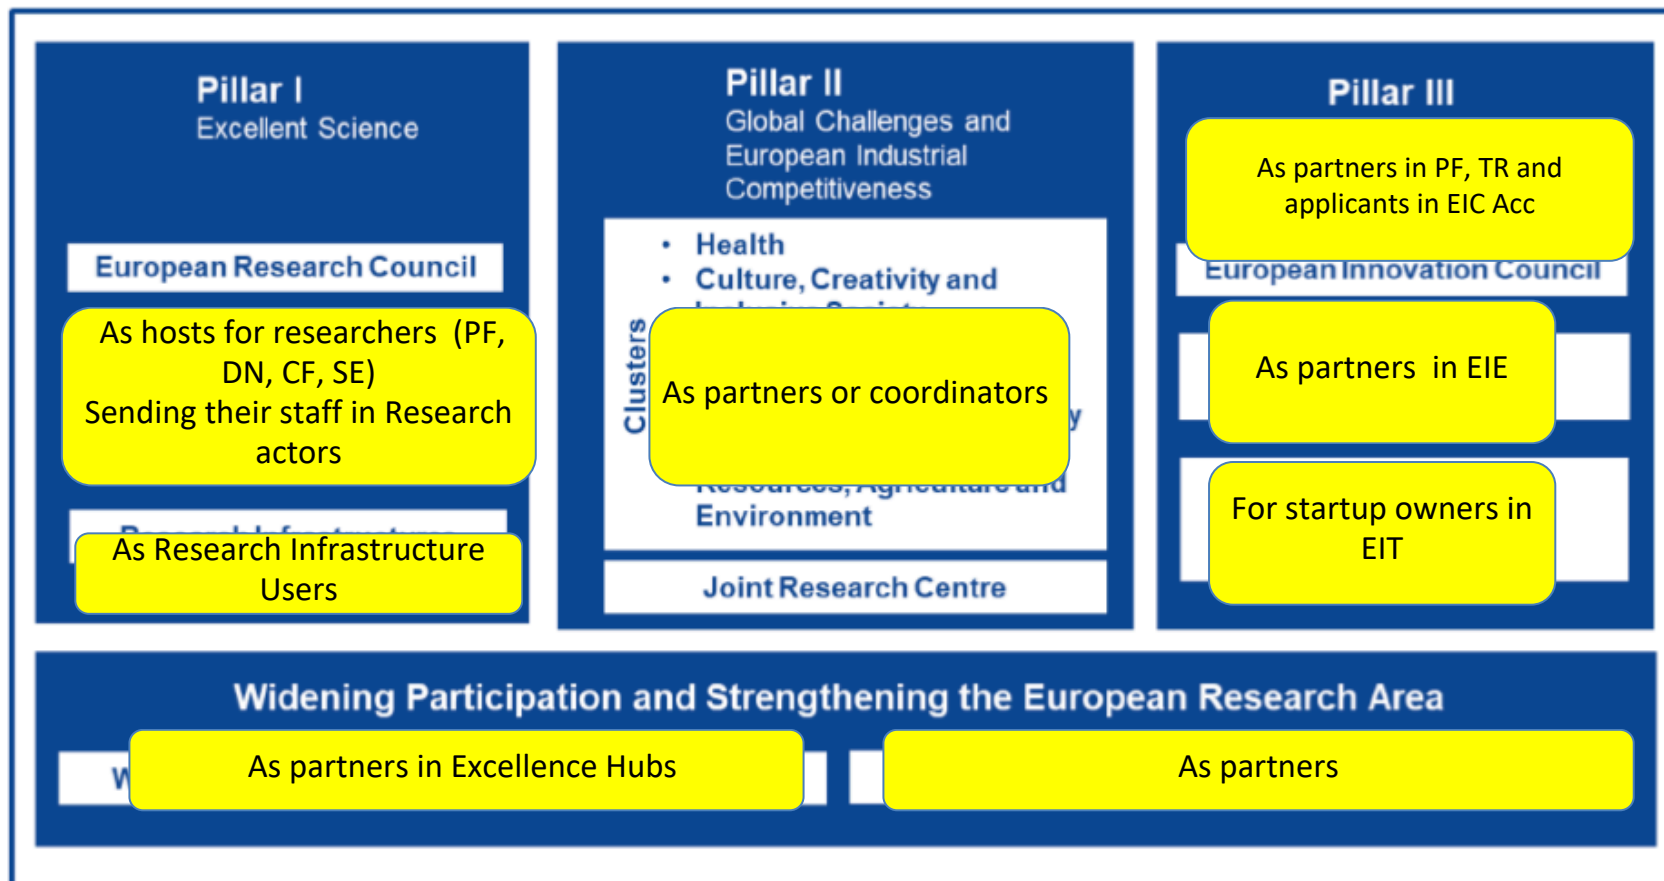 Pillar I
Excellent Science
European Research Council
As hosts for researchers (PF,
DN, CF, SE)
Sending their staff in Research
actors
As Research Infrastructure
Users
Pillar II
Global Challenges and
European Industrial
Competitiveness
Clusters
• Health
• Culture, Creativity and
As partners or coordinators
Resources, Agriculture and
Environment
Joint Research Centre
Pillar III
As partners in PF, TR and
applicants in EIC Acc
European Innovation Council
As partners in EIE
For startup owners in
EIT
Widening Participation and Strengthening the European Research Area
As partners in Excellence Hubs
As partners